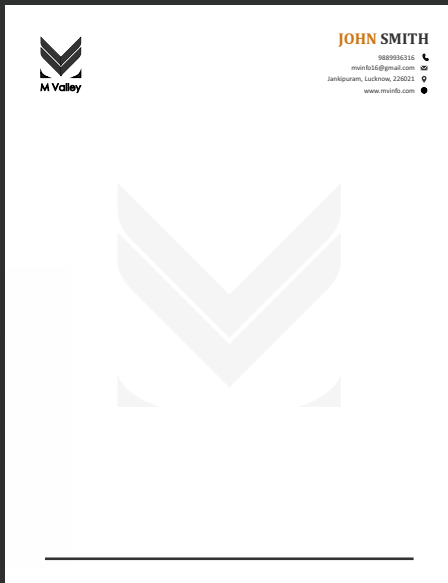 JOHN SMITH
9889936316
mvinfo16@gmail.com
Jankipuram, Lucknow, 226021
www.mvinfo.com
M Valley